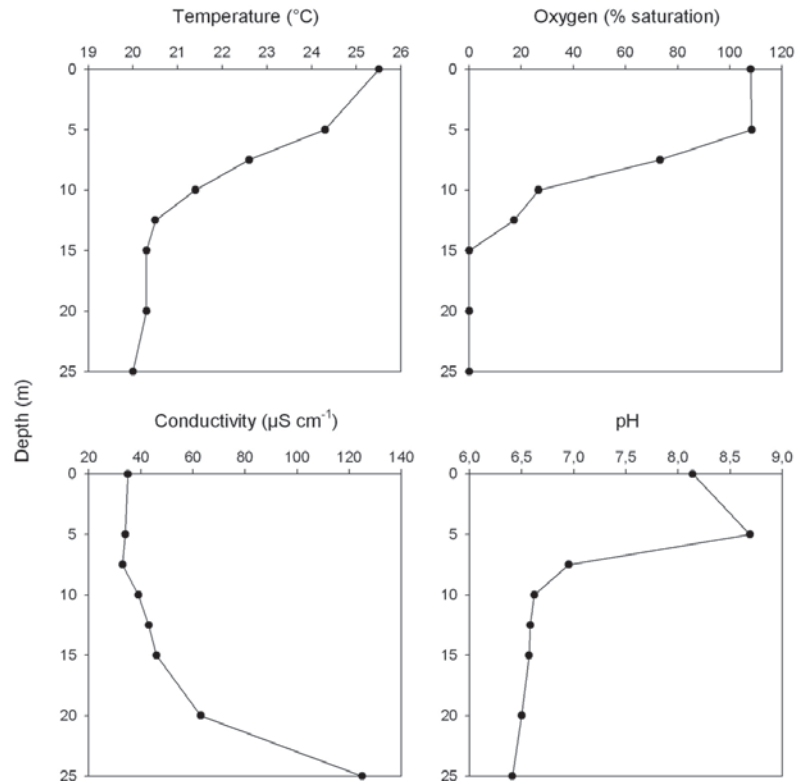 Temperature (°C)
19 20 21 22 23 24 25 26
0
5
10
15
20
25
Oxygen (% saturation)
0 20 40 60 80 100 120
0
5
10
15
20
25
Depth (m)
Conductivity (µS cm⁻¹)
20 40 60 80 100 120 140
0
5
10
15
20
25
pH
6,0 6,5 7,0 7,5 8,0 8,5 9,0
0
5
10
15
20
25